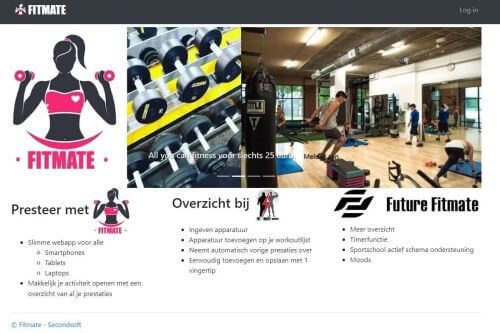 FITMATE
Log in
· FITMATE ·
TITLE
All you can fitness voor slechts 25 euro
Presteer met
FITMATE
Slimme webapp voor alle
Smartphones
Tablets
Laptops
Makkelijk je activiteit openen met een
overzicht van al je prestaties
Overzicht bij
Ingeven apparatuur
Apparatuur toevoegen op je workoutlijst
Neemt automatisch vorige presaties over
Eenvoudig toevoegen en opslaan met 1
vingertip
Future Fitmate
Meer overzicht
Timerfunctie
Sportschool actief schema ondersteuning
Moods
© Fitmate - Secondsoft